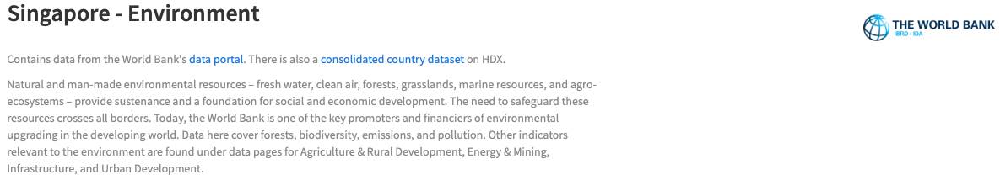 Singapore - Environment
THE WORLD BANK
IBRD • IDA
Contains data from the World Bank's data portal. There is also a consolidated country dataset on HDX.
Natural and man-made environmental resources – fresh water, clean air, forests, grasslands, marine resources, and agro-
ecosystems – provide sustenance and a foundation for social and economic development. The need to safeguard these
resources crosses all borders. Today, the World Bank is one of the key promoters and financiers of environmental
upgrading in the developing world. Data here cover forests, biodiversity, emissions, and pollution. Other indicators
relevant to the environment are found under data pages for Agriculture & Rural Development, Energy & Mining,
Infrastructure, and Urban Development.